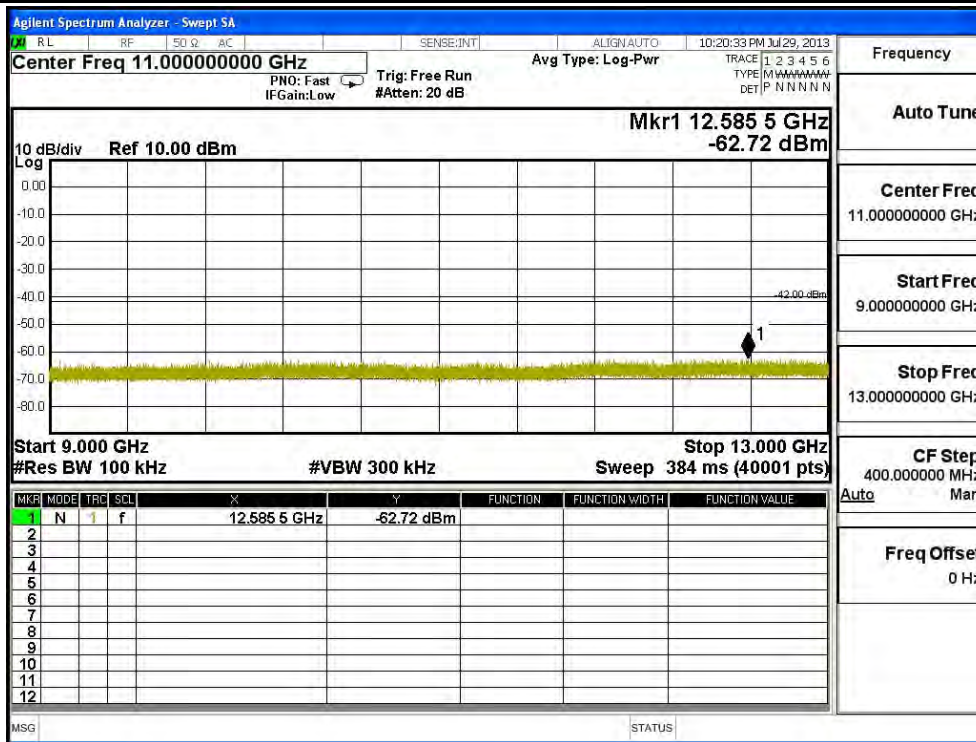 Agilent Spectrum Analyzer - Swept SA
RL RF 50 Ω AC SENSE:INT ALIGN AUTO 10:20:33 PM Jul 29, 2013
Center Freq 11.000000000 GHz
PNO: Fast
IFGain:Low
Trig: Free Run
#Atten: 20 dB
Avg Type: Log-Pwr
TRACE 1 2 3 4 5 6
TYPE
DET P N N N N N
Mkr1 12.585 5 GHz
-62.72 dBm
10 dB/div Ref 10.00 dBm
Log
0.00
-10.0
-20.0
-30.0
-40.0
-42.00 dBm
-50.0
1
-60.0
-70.0
-80.0
Start 9.000 GHz Stop 13.000 GHz
#Res BW 100 kHz #VBW 300 kHz Sweep 384 ms (40001 pts)
MKR MODE TRC SCL X Y FUNCTION FUNCTION WIDTH FUNCTION VALUE
1 N 1 f 12.585 5 GHz -62.72 dBm
2
3
4
5
6
7
8
9
10
11
12
MSG STATUS
Frequency
Auto Tune
Center Freq
11.000000000 GHz
Start Freq
9.000000000 GHz
Stop Freq
13.000000000 GHz
CF Step
400.000000 MHz
Auto Man
Freq Offset
0 Hz